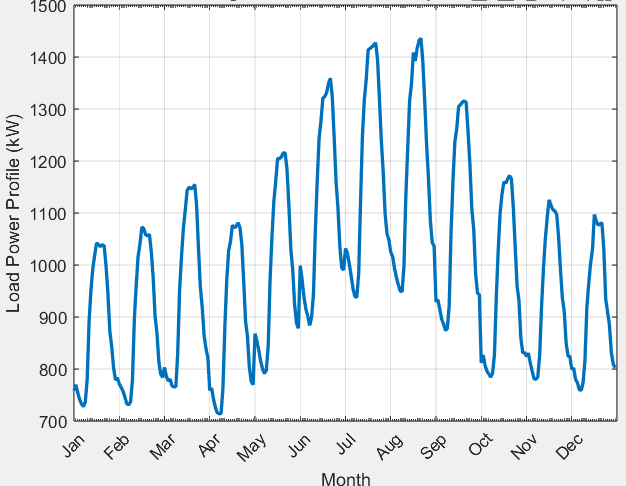 1500
1400
1300
1200
1100
1000
900
800
700
Load Power Profile (kW)
Jan
Feb
Mar
Apr
May
Jun
Jul
Aug
Sep
Oct
Nov
Dec
Month